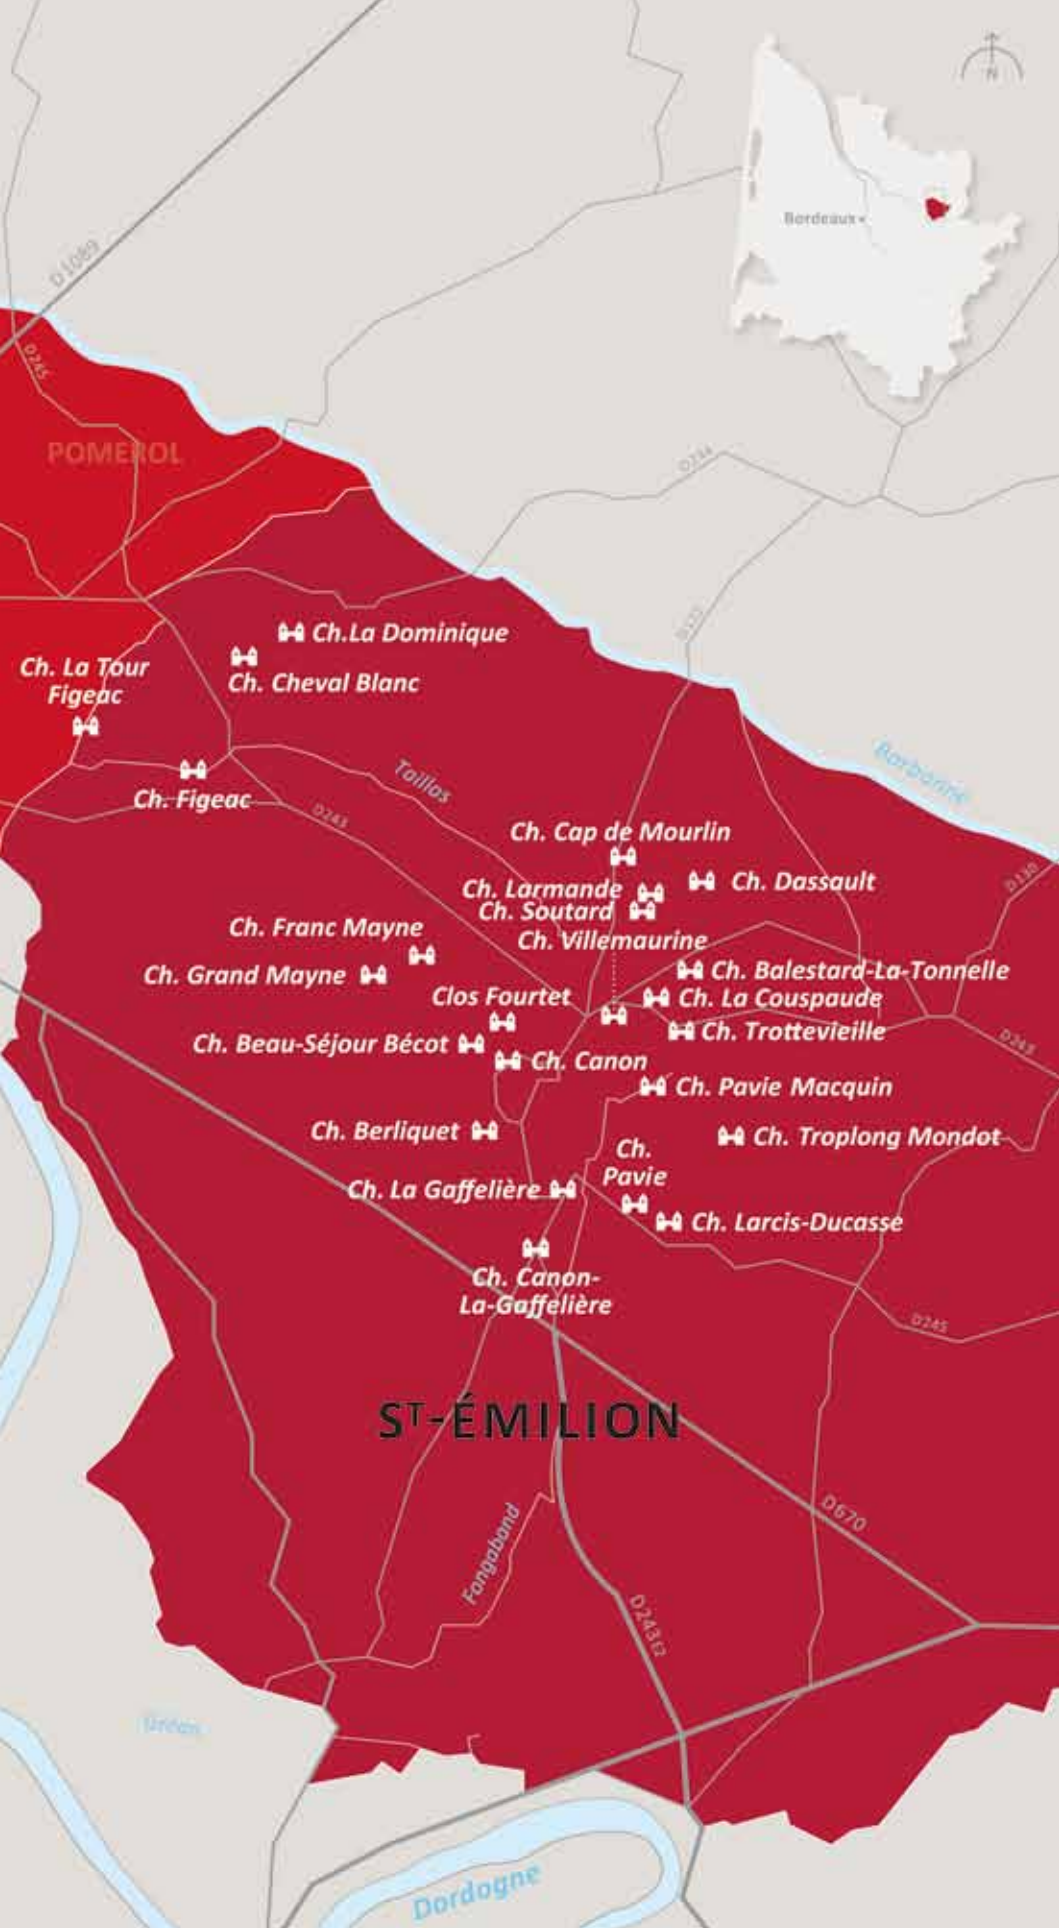 N
Bordeaux
D1089
D245
POMEROL
D234
Ch.La Dominique
Ch. Cheval Blanc
Ch. La Tour
Figeac
Ch. Figeac
Taillas
D243
Barbanne
Ch. Cap de Mourlin
Ch. Dassault
D130
Ch. Larmande
Ch. Soutard
Ch. Franc Mayne
Ch. Villemaurine
Ch. Grand Mayne
Ch. Balestard-La-Tonnelle
Clos Fourtet
Ch. La Couspaude
Ch. Trottevieille
Ch. Beau-Séjour Bécot
Ch. Canon
D243
Ch. Pavie Macquin
Ch. Berliquet
Ch. Troplong Mondot
Ch.
Pavie
Ch. La Gaffelière
Ch. Larcis-Ducasse
Ch. Canon-
La-Gaffelière
D245
ST-ÉMILION
D670
Fongaband
D243E2
Dordogne